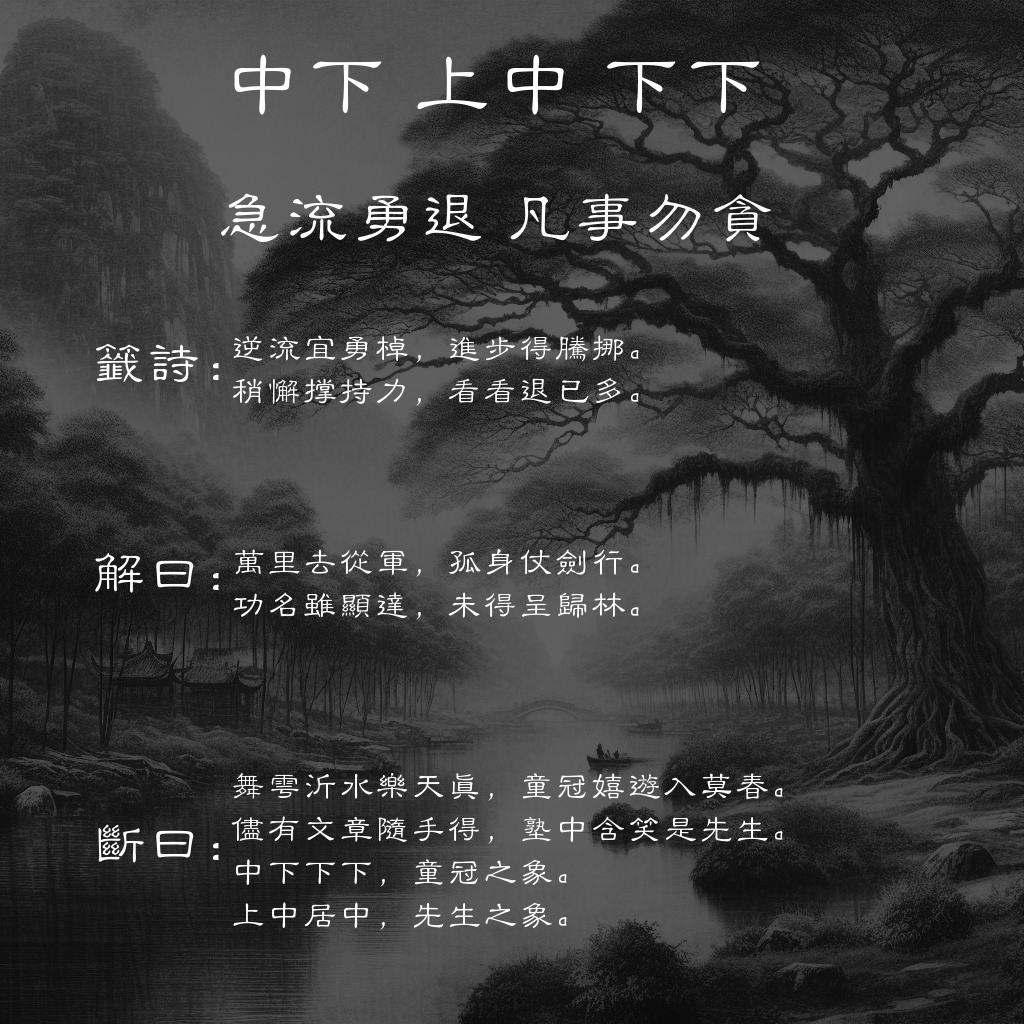 中下 上中 下下
急流勇退 凡事勿貪
籤詩:
逆流宜勇棹,進步得騰挪。
稍懈撐持力,看看退已多。
解曰:
萬里去從軍,孤身仗劍行。
功名雖顯達,未得呈歸林。
斷曰:
舞雩沂水樂天眞,童冠嬉遊入莫春。
儘有文章隨手得,塾中含笑是先生。
中下下下,童冠之象。
上中居中,先生之象。